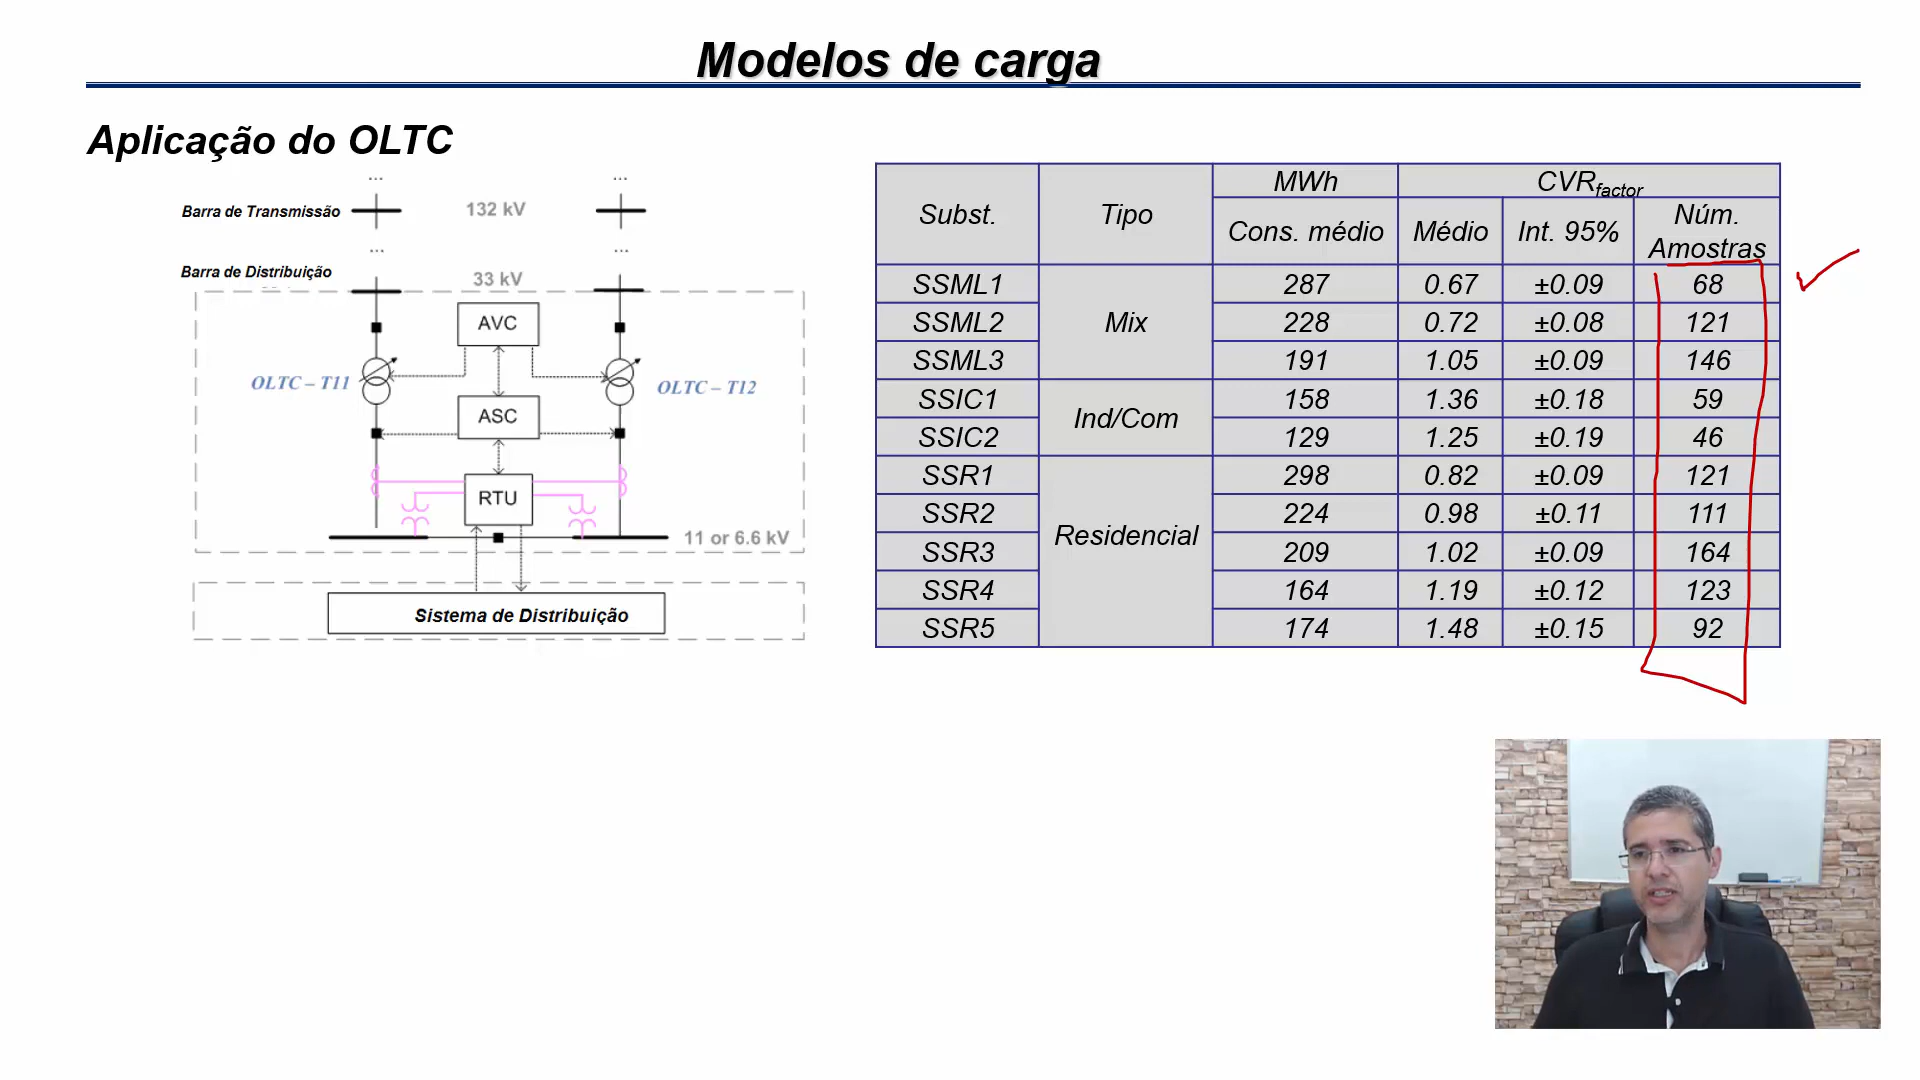 Modelos de carga
Aplicação do OLTC
... ...
Barra de Transmissão 132 kV
... ...
Barra de Distribuição 33 kV
AVC
OLTC – T11 OLTC – T12
ASC
RTU
11 or 6.6 kV
Sistema de Distribuição
Subst. Tipo MWh CVRfactor
Cons. médio Médio Int. 95% Núm. Amostras
SSML1 Mix 287 0.67 ±0.09 68
SSML2 228 0.72 ±0.08 121
SSML3 191 1.05 ±0.09 146
SSIC1 Ind/Com 158 1.36 ±0.18 59
SSIC2 129 1.25 ±0.19 46
SSR1 Residencial 298 0.82 ±0.09 121
SSR2 224 0.98 ±0.11 111
SSR3 209 1.02 ±0.09 164
SSR4 164 1.19 ±0.12 123
SSR5 174 1.48 ±0.15 92